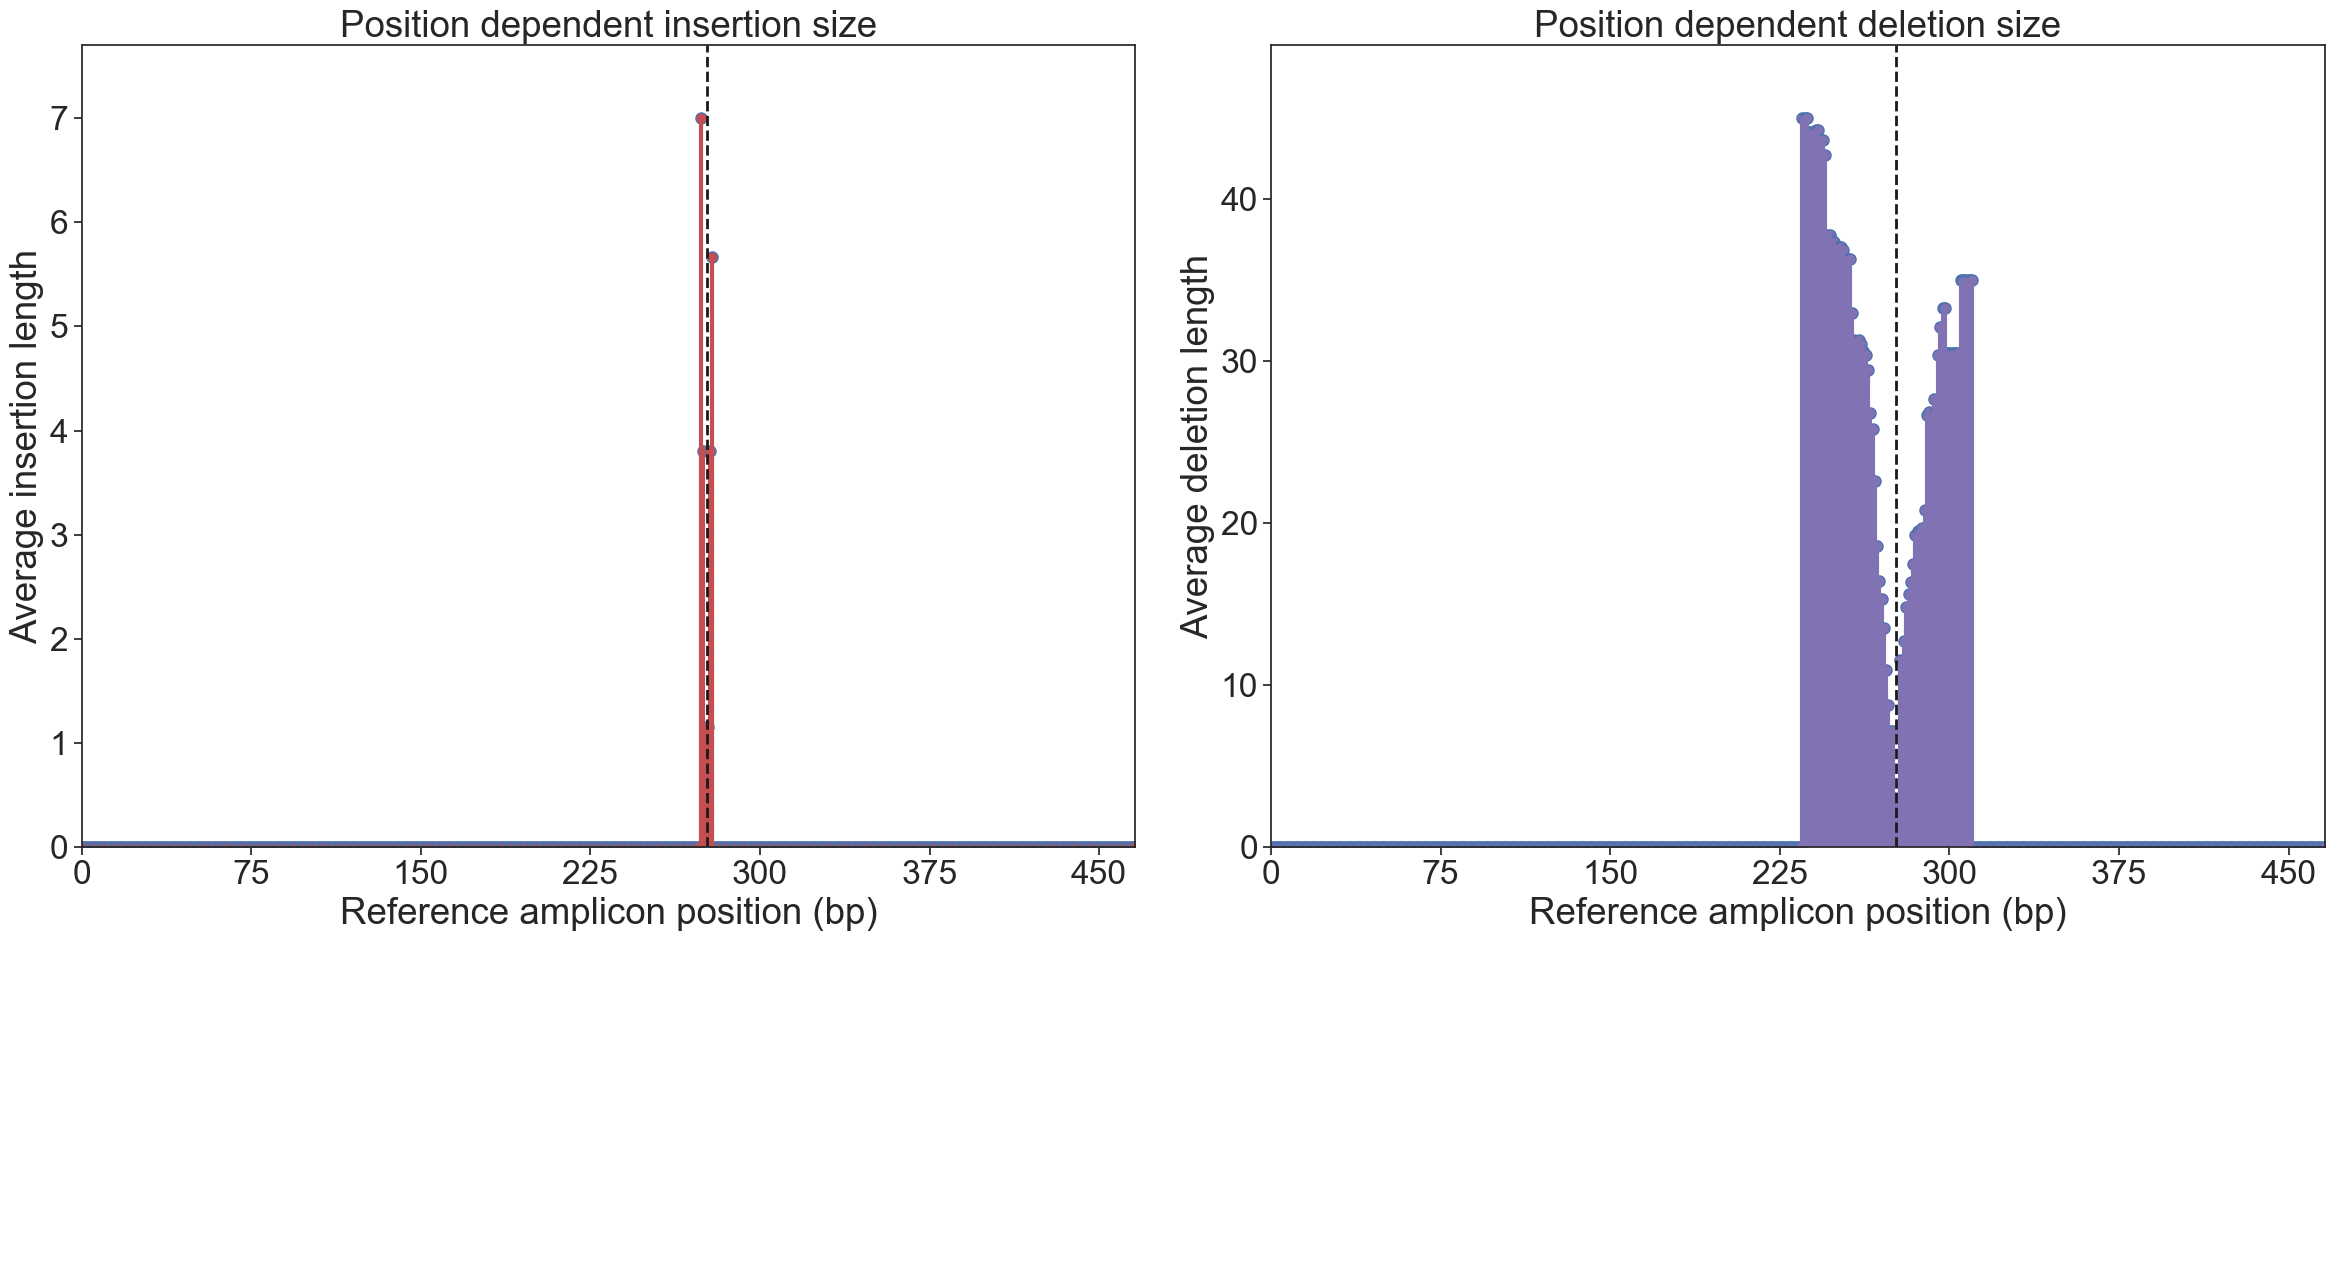 Position dependent insertion size
Average insertion length
7
6
5
4
3
2
1
0
0 75 150 225 300 375 450
Reference amplicon position (bp)
Position dependent deletion size
Average deletion length
40
30
20
10
0
0 75 150 225 300 375 450
Reference amplicon position (bp)